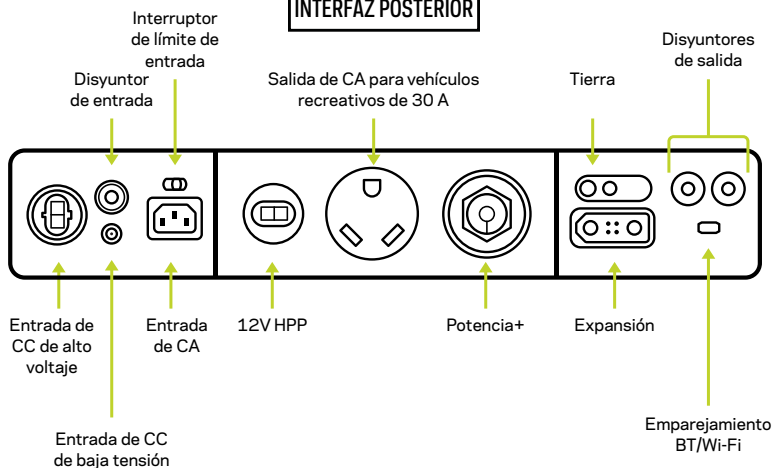 INTERFAZ POSTERIOR
Interruptor
de límite de
entrada
Disyuntor
de entrada
Salida de CA para vehículos
recreativos de 30 A
Tierra
Disyuntores
de salida
Entrada de
CC de alto
voltaje
Entrada
de CA
12V HPP
Potencia+
Expansión
Entrada de CC
de baja tensión
Emparejamiento
BT/Wi-Fi